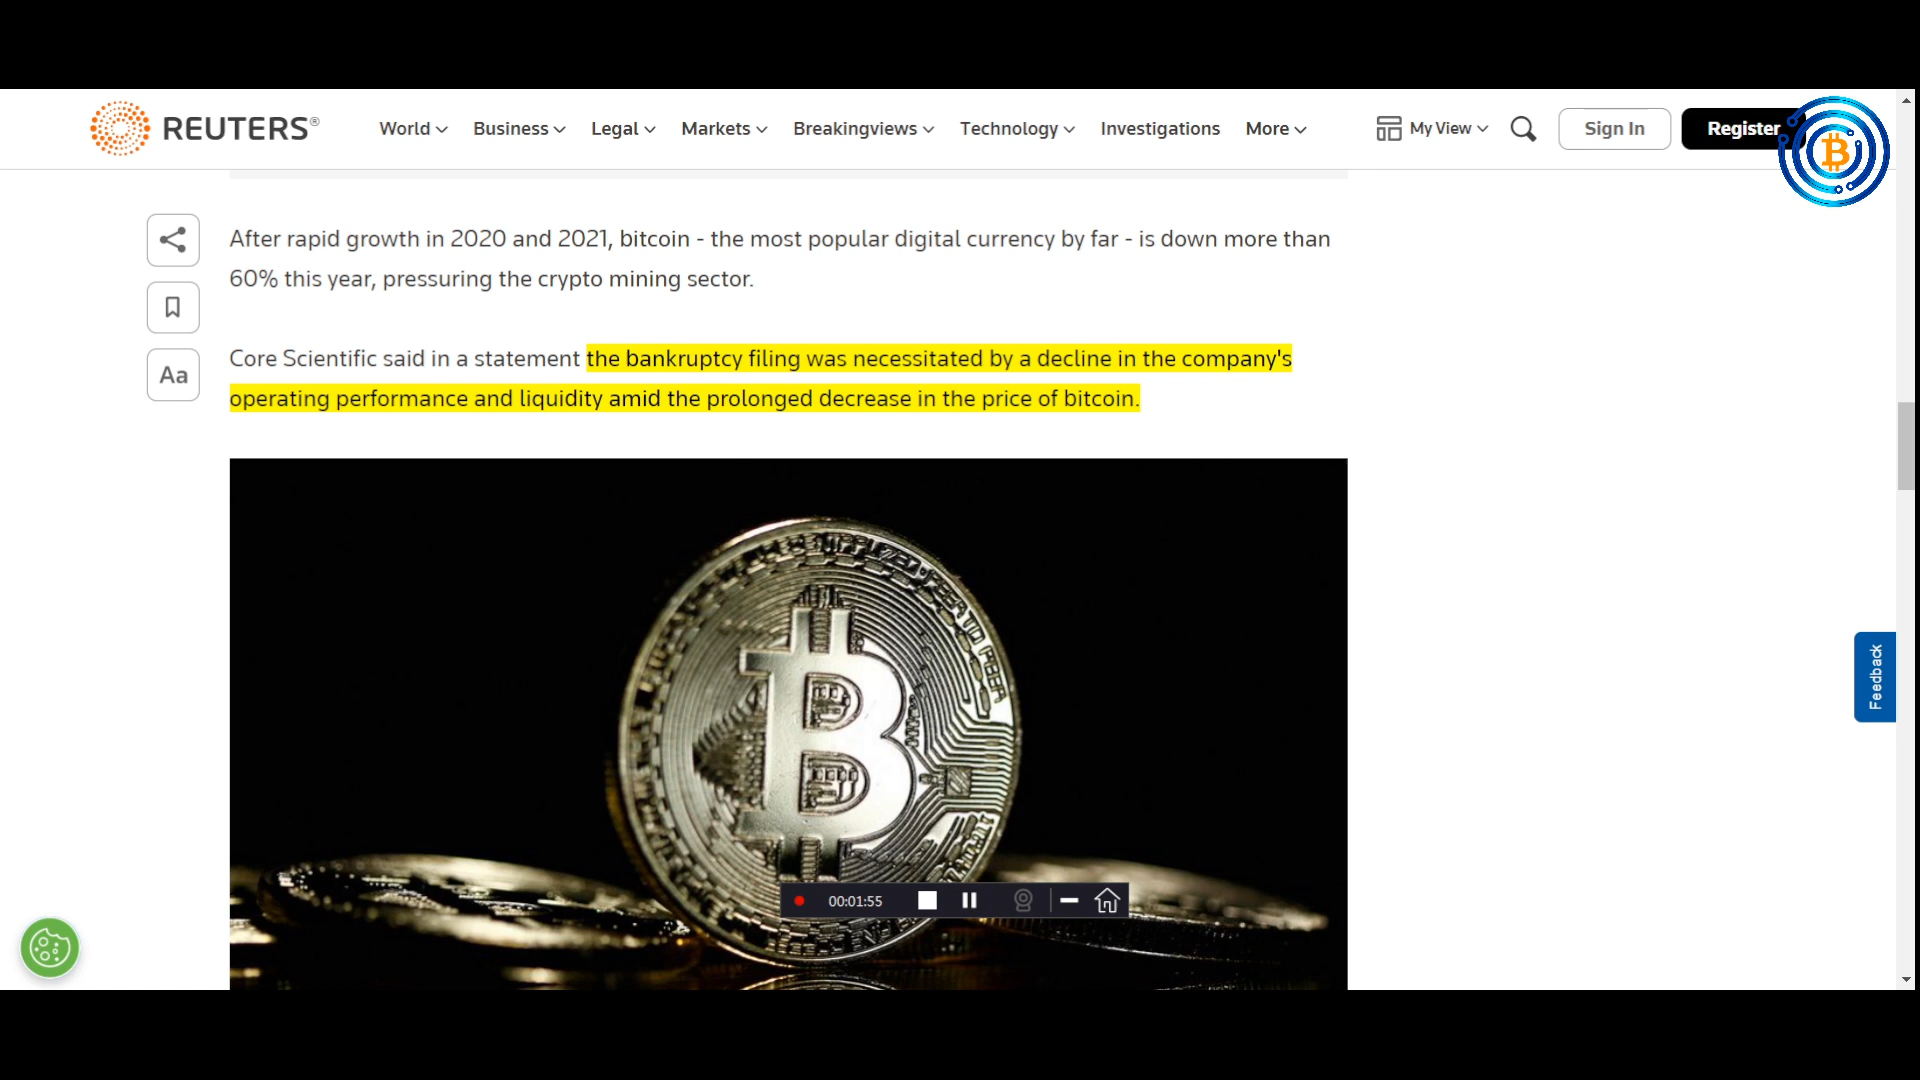 REUTERS®
World Business Legal Markets Breakingviews Technology Investigations More My View Sign In Register
After rapid growth in 2020 and 2021, bitcoin - the most popular digital currency by far - is down more than
60% this year, pressuring the crypto mining sector.
Aa
Core Scientific said in a statement the bankruptcy filing was necessitated by a decline in the company's
operating performance and liquidity amid the prolonged decrease in the price of bitcoin.
Feedback
PEER TO PEER
00:01:55